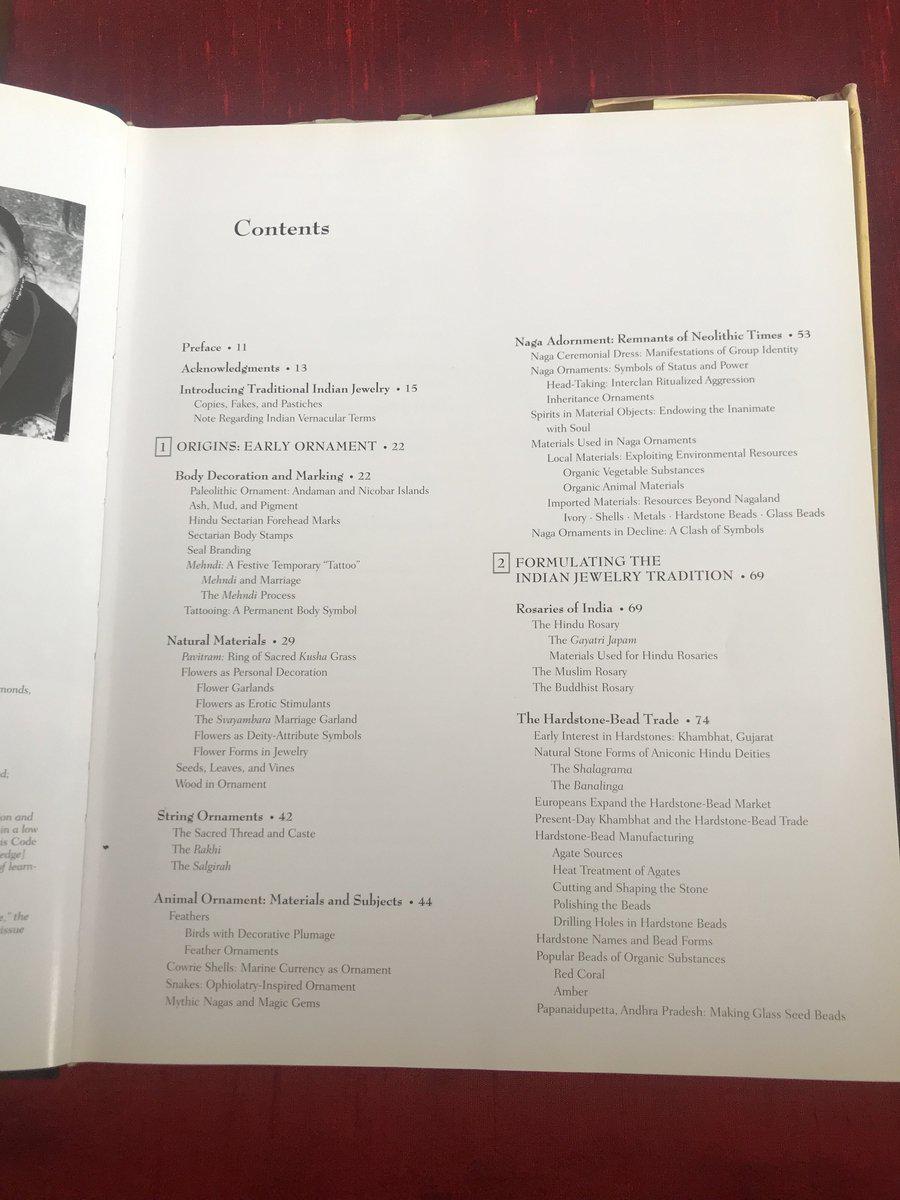 monds,
d;
on and
in a low
is Code
edge]
of learn-
e," the
issue
Contents
Preface • 11
Acknowledgments • 13
Introducing Traditional Indian Jewelry • 15
Copies, Fakes, and Pastiches
Note Regarding Indian Vernacular Terms
1 ORIGINS: EARLY ORNAMENT • 22
Body Decoration and Marking • 22
Paleolithic Ornament: Andaman and Nicobar Islands
Ash, Mud, and Pigment
Hindu Sectarian Forehead Marks
Sectarian Body Stamps
Seal Branding
Mehndi: A Festive Temporary "Tattoo"
Mehndi and Marriage
The Mehndi Process
Tattooing: A Permanent Body Symbol
Natural Materials • 29
Pavitram: Ring of Sacred Kusha Grass
Flowers as Personal Decoration
Flower Garlands
Flowers as Erotic Stimulants
The Svayambara Marriage Garland
Flowers as Deity-Attribute Symbols
Flower Forms in Jewelry
Seeds, Leaves, and Vines
Wood in Ornament
String Ornaments • 42
The Sacred Thread and Caste
The Rakhi
The Salgirah
Animal Ornament: Materials and Subjects • 44
Feathers
Birds with Decorative Plumage
Feather Ornaments
Cowrie Shells: Marine Currency as Ornament
Snakes: Ophiolatry-Inspired Ornament
Mythic Nagas and Magic Gems
Naga Adornment: Remnants of Neolithic Times • 53
Naga Ceremonial Dress: Manifestations of Group Identity
Naga Ornaments: Symbols of Status and Power
Head-Taking: Interclan Ritualized Aggression
Inheritance Ornaments
Spirits in Material Objects: Endowing the Inanimate
with Soul
Materials Used in Naga Ornaments
Local Materials: Exploiting Environmental Resources
Organic Vegetable Substances
Organic Animal Materials
Imported Materials: Resources Beyond Nagaland
Ivory · Shells · Metals · Hardstone Beads · Glass Beads
Naga Ornaments in Decline: A Clash of Symbols
2 FORMULATING THE
INDIAN JEWELRY TRADITION • 69
Rosaries of India • 69
The Hindu Rosary
The Gayatri Japam
Materials Used for Hindu Rosaries
The Muslim Rosary
The Buddhist Rosary
The Hardstone-Bead Trade • 74
Early Interest in Hardstones: Khambhat, Gujarat
Natural Stone Forms of Aniconic Hindu Deities
The Shalagrama
The Banalinga
Europeans Expand the Hardstone-Bead Market
Present-Day Khambhat and the Hardstone-Bead Trade
Hardstone-Bead Manufacturing
Agate Sources
Heat Treatment of Agates
Cutting and Shaping the Stone
Polishing the Beads
Drilling Holes in Hardstone Beads
Hardstone Names and Bead Forms
Popular Beads of Organic Substances
Red Coral
Amber
Papanaidupetta, Andhra Pradesh: Making Glass Seed Beads